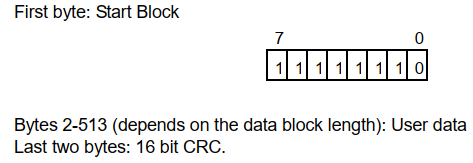 First byte: Start Block
7 0
1 1 1 1 1 1 1 0
Bytes 2-513 (depends on the data block length): User data
Last two bytes: 16 bit CRC.